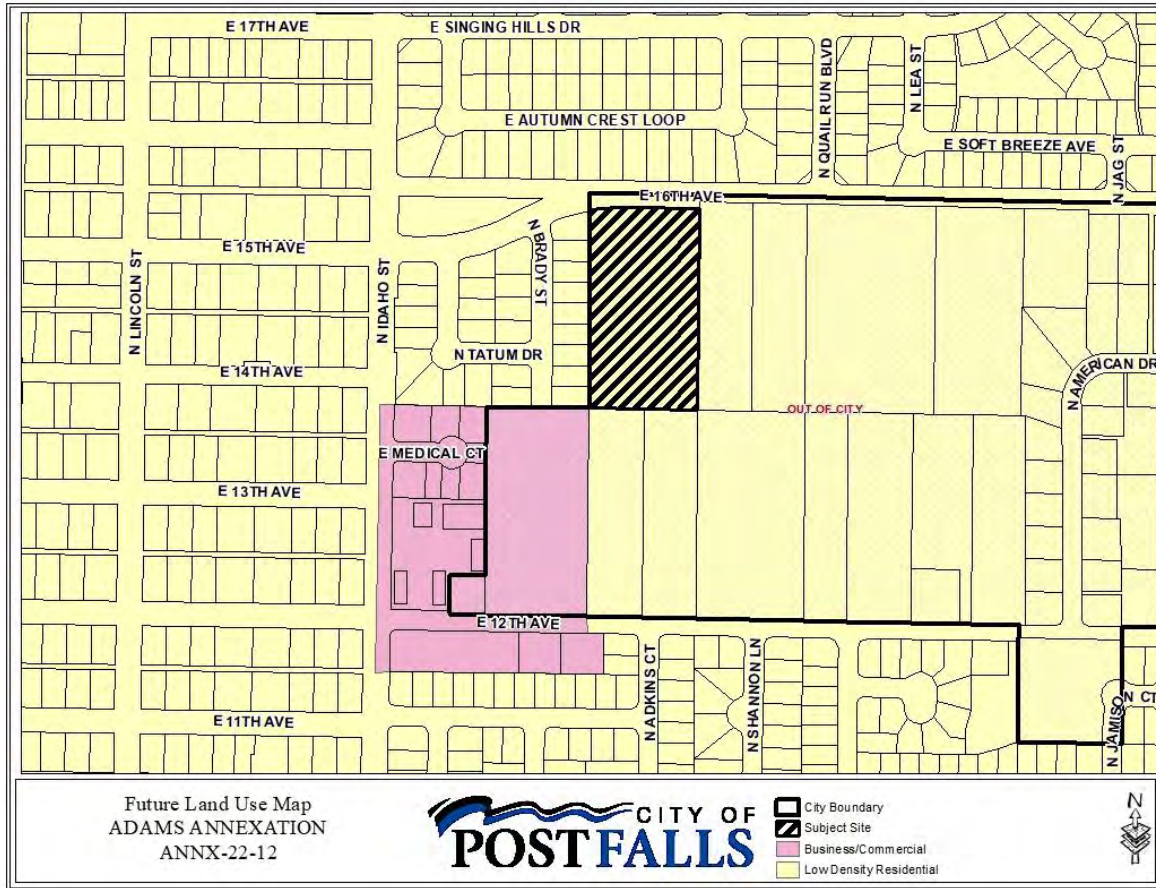 E 17TH AVE
E SINGING HILLS DR
N QUAIL RUN BLVD
N LEA ST
E AUTUMN CREST LOOP
E SOFT BREEZE AVE
N JAG ST
E 16TH AVE
N BRADY ST
E 15TH AVE
N LINCOLN ST
N IDAHO ST
N TATUM DR
E 14TH AVE
N AMERICAN DR
OUT OF CITY
E MEDICAL CT
E 13TH AVE
E 12TH AVE
N ADKINS CT
N SHANNON LN
N JAMISO
N CT
E 11TH AVE
Future Land Use Map
ADAMS ANNEXATION
ANNX-22-12
CITY OF
POST FALLS
City Boundary
Subject Site
Business/Commercial
Low Density Residential
N